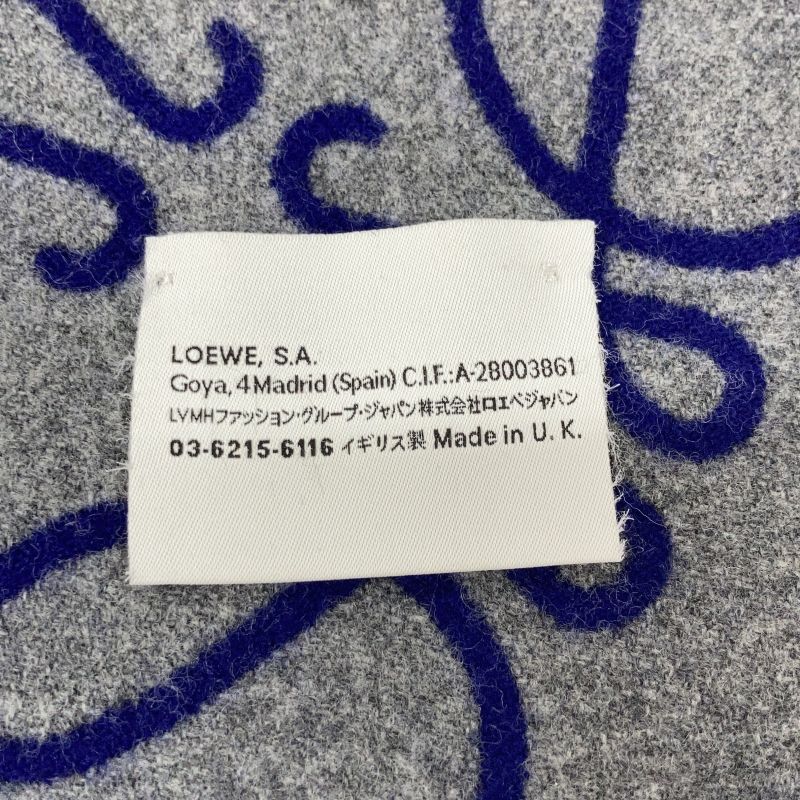 LOEWE, S.A.
Goya, 4 Madrid (Spain) C.I.F.:A-28003861
LVMHファッション・グループ・ジャパン株式会社ロエベジャパン
03-6215-6116 イギリス製 Made in U. K.